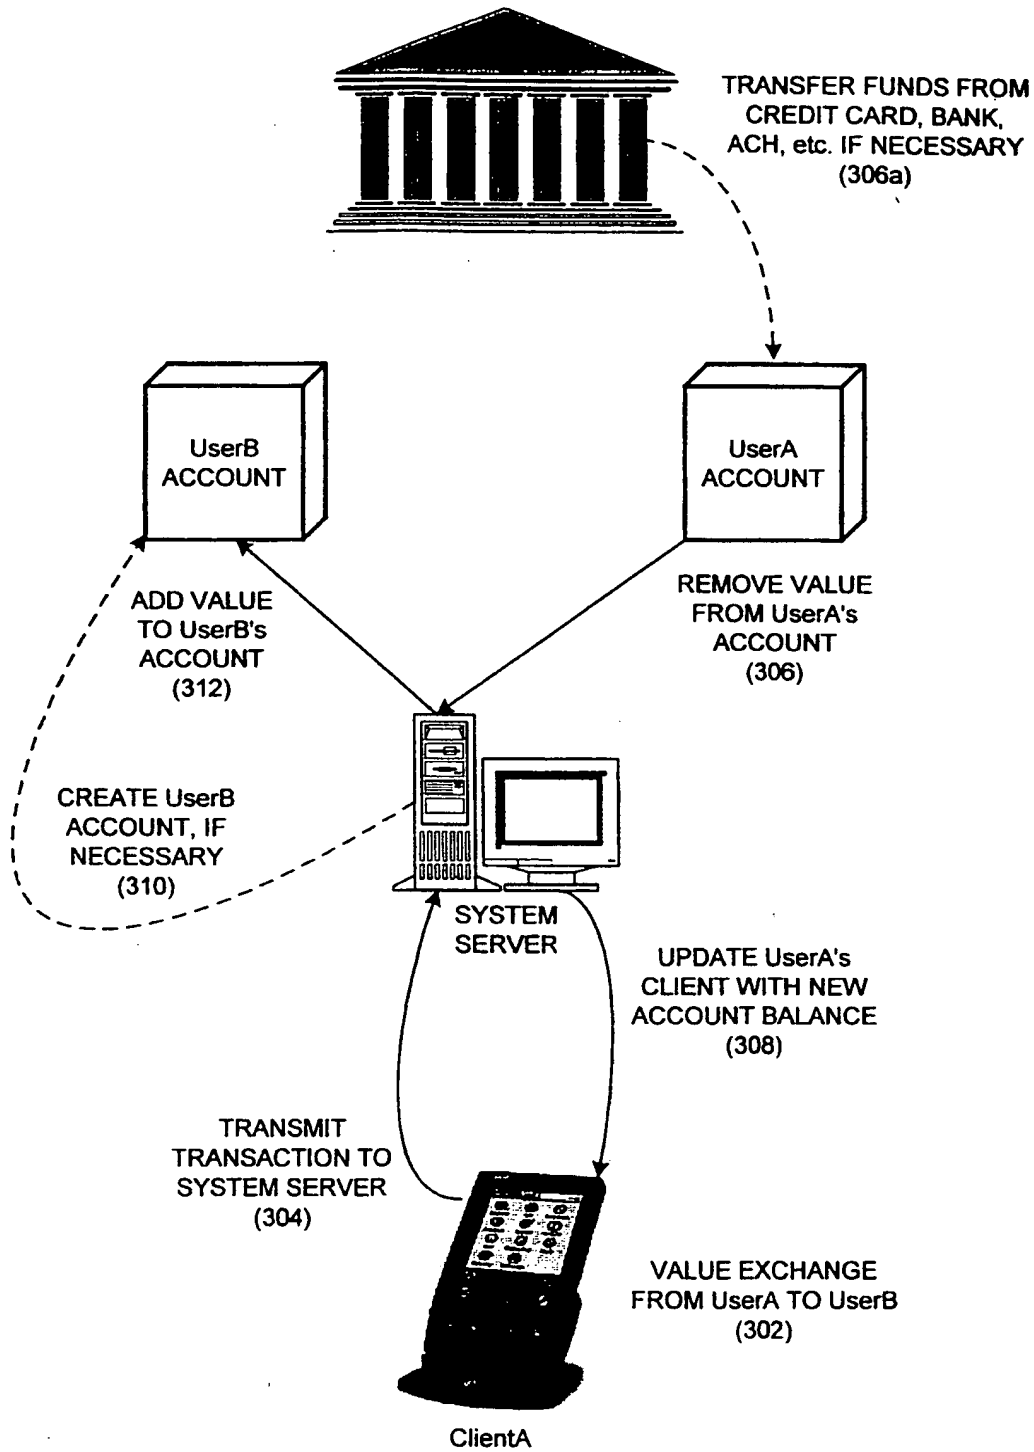 TRANSFER FUNDS FROM
CREDIT CARD, BANK,
ACH, etc. IF NECESSARY
(306a)
UserB
ACCOUNT
UserA
ACCOUNT
ADD VALUE
TO UserB's
ACCOUNT
(312)
REMOVE VALUE
FROM UserA's
ACCOUNT
(306)
CREATE UserB
ACCOUNT, IF
NECESSARY
(310)
SYSTEM
SERVER
UPDATE UserA's
CLIENT WITH NEW
ACCOUNT BALANCE
(308)
TRANSMIT
TRANSACTION TO
SYSTEM SERVER
(304)
VALUE EXCHANGE
FROM UserA TO UserB
(302)
ClientA